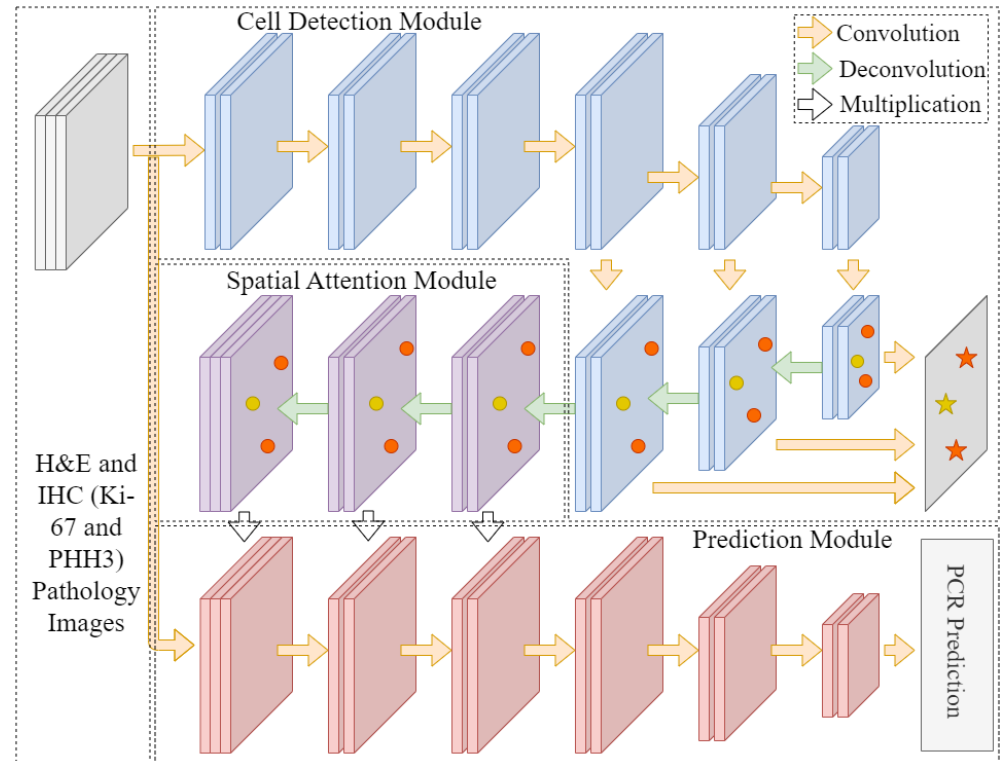 Cell Detection Module
Convolution
Deconvolution
Multiplication
Spatial Attention Module
H&E and
IHC (Ki-
67 and
PHH3)
Pathology
Images
Prediction Module
PCR Prediction